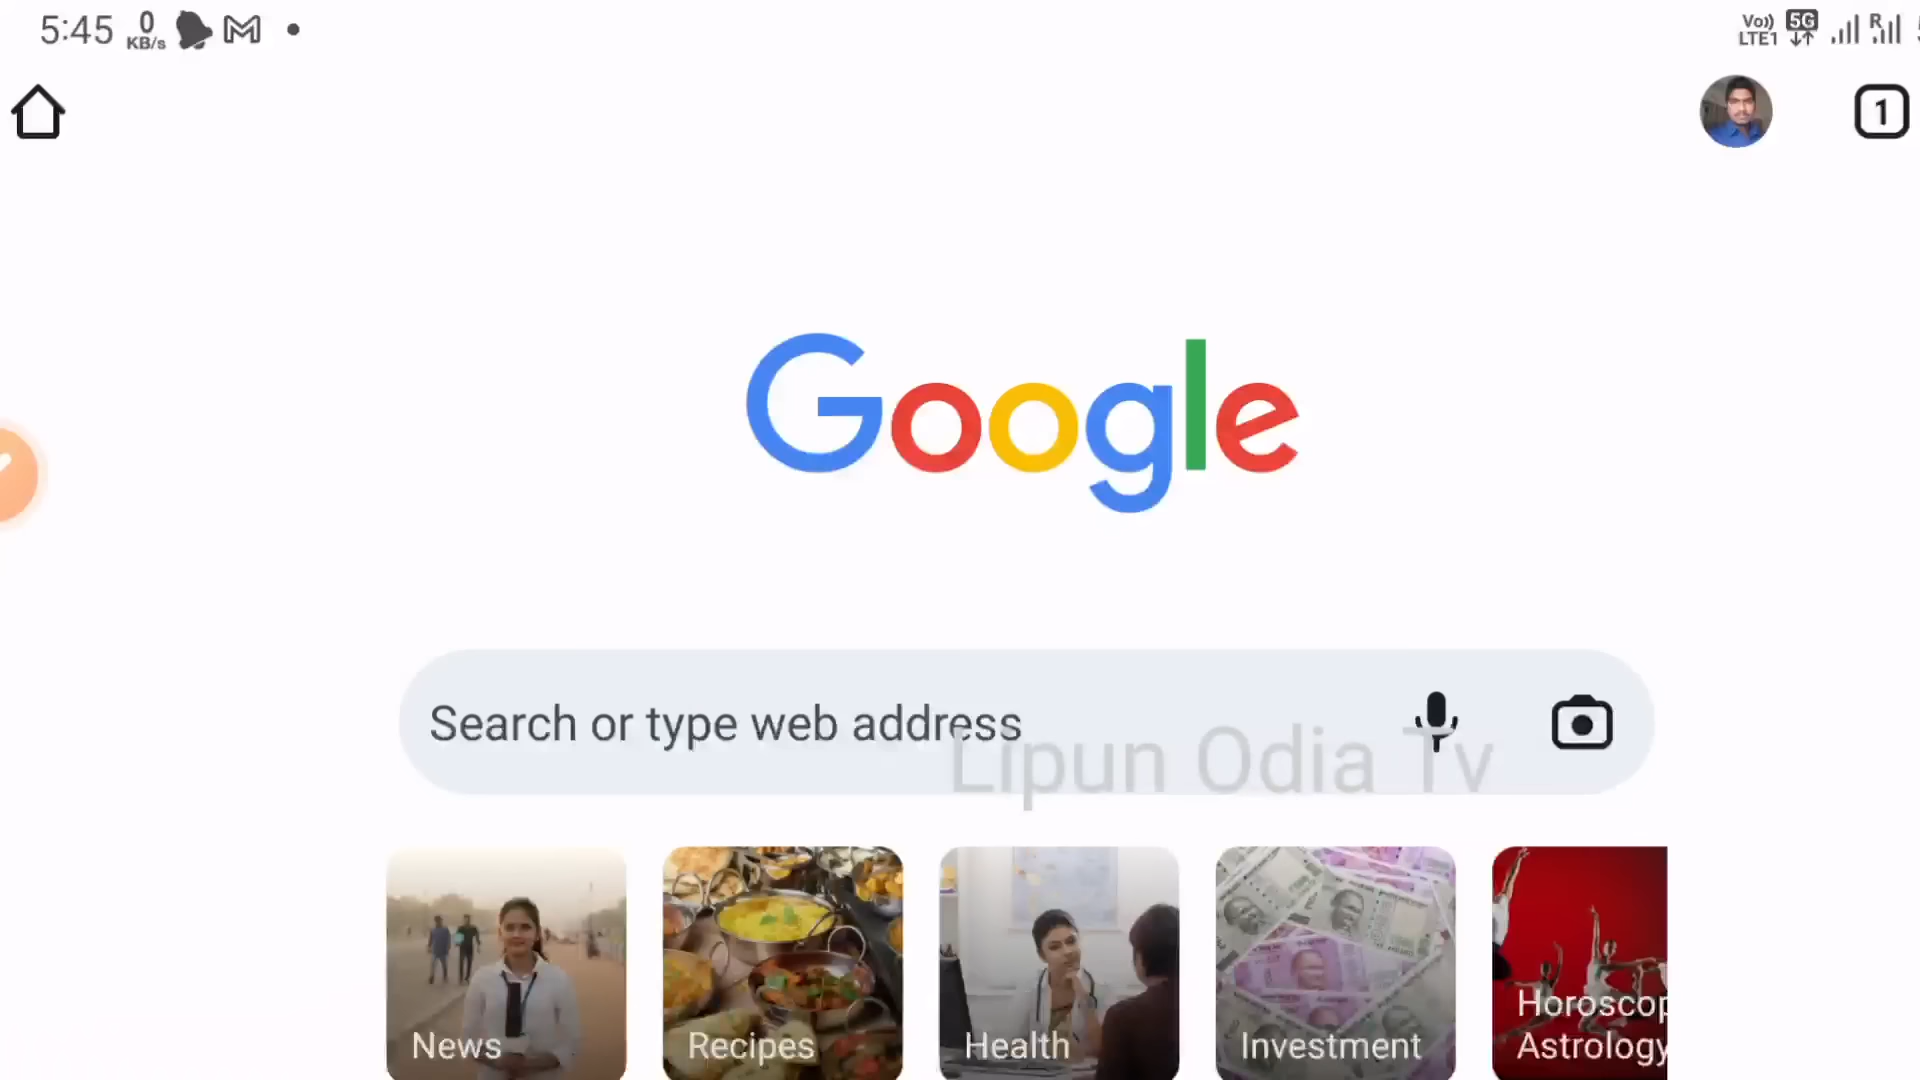 5:45 0 KB/s Vo)) LTE1 5G R
1
Google
Search or type web address
Lipun Odia Tv
News Recipes Health Investment Horoscop Astrology